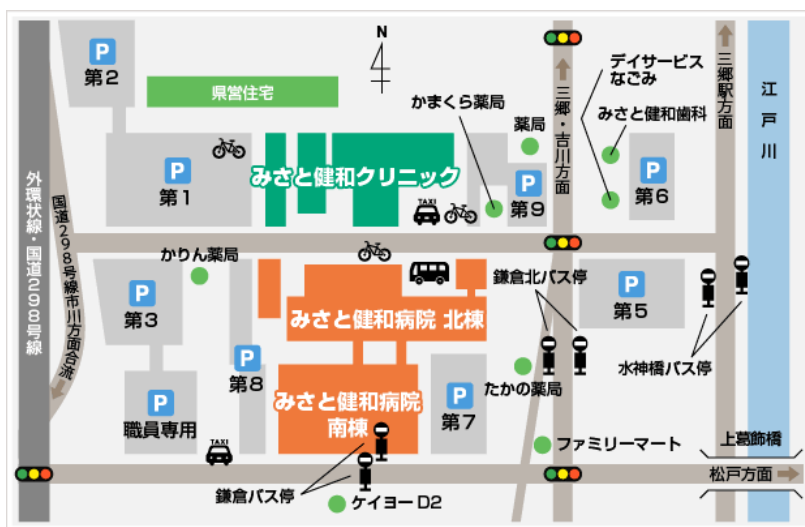 N
P
第2
県営住宅
かまくら薬局
薬局
三郷・吉川方面
デイサービス
なごみ
みさと健和歯科
三郷駅方面
江戸川
P
第1
みさと健和クリニック
TAXI
P
第9
P
第6
外環状線・国道298号線
国道298号線市川方面合流
かりん薬局
P
第3
みさと健和病院 北棟
鎌倉北バス停
P
第5
水神橋バス停
P
第8
P
職員専用
みさと健和病院
南棟
P
第7
たかの薬局
TAXI
ファミリーマート
上葛飾橋
松戸方面
鎌倉バス停
ケイヨーD2